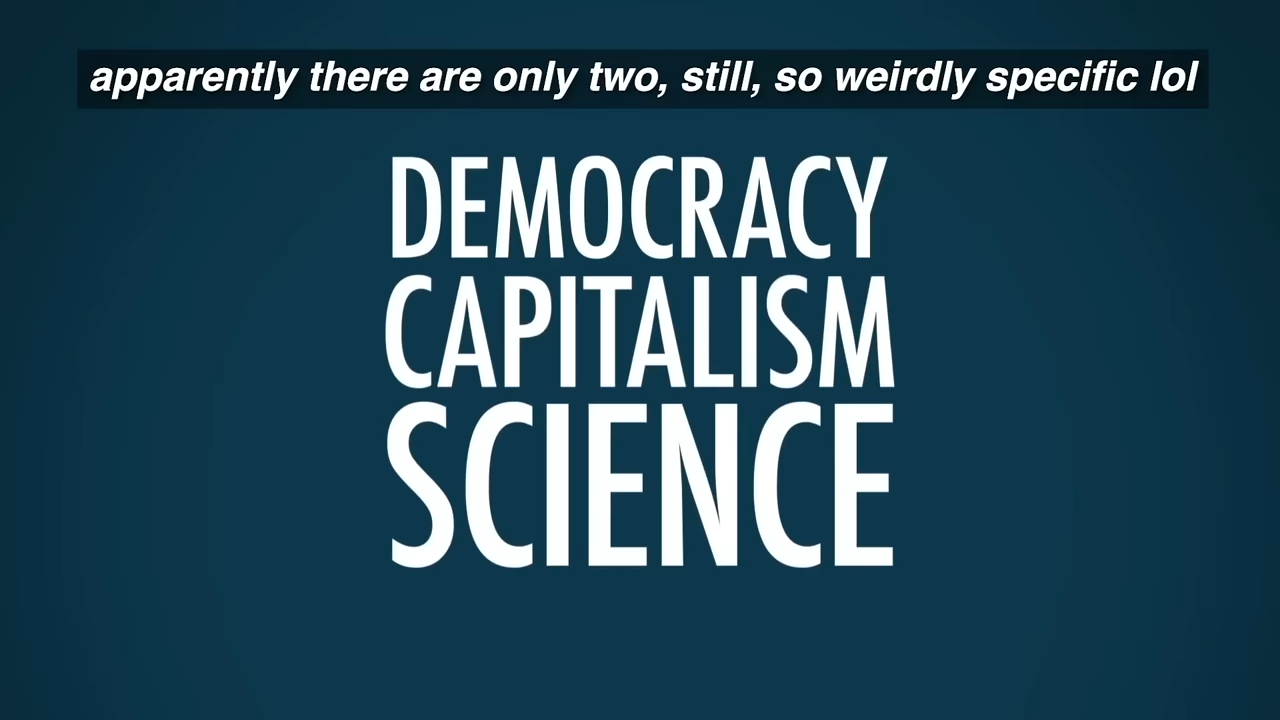 apparently there are only two, still, so weirdly specific lol
DEMOCRACY
CAPITALISM
SCIENCE